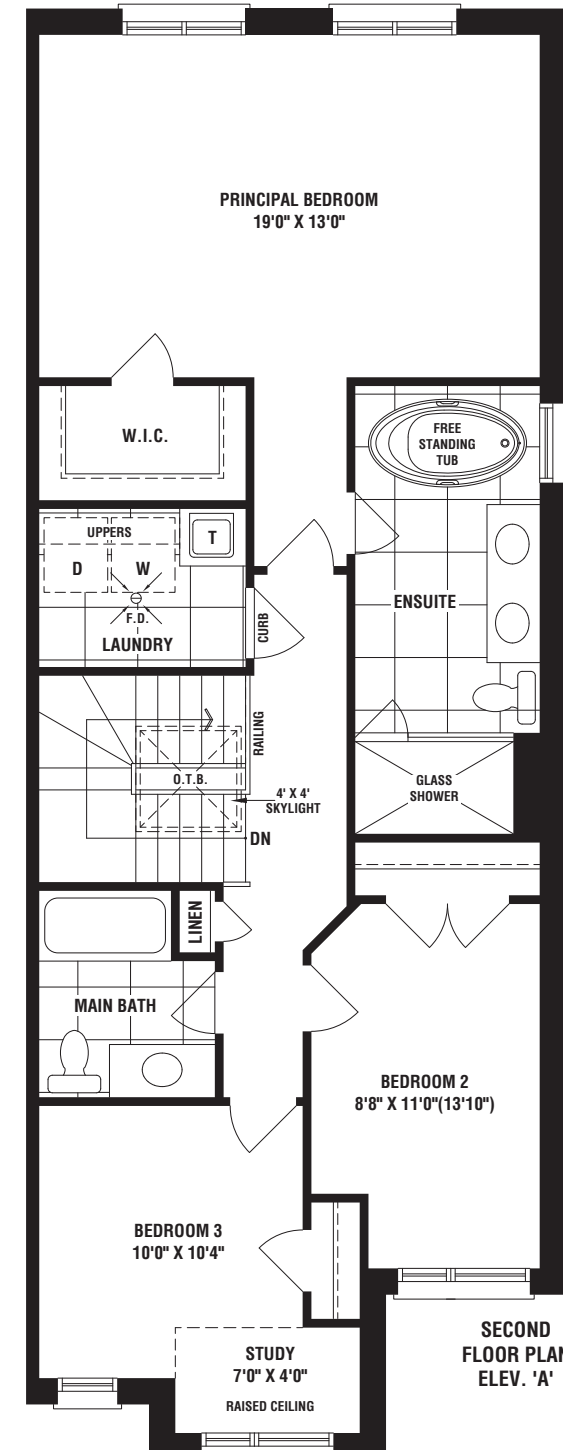 PRINCIPAL BEDROOM
19'0" X 13'0"
W.I.C.
FREE
STANDING
TUB
UPPERS
T
D
W
F.D.
LAUNDRY
CURB
ENSUITE
RAILING
O.T.B.
4' X 4'
SKYLIGHT
DN
GLASS
SHOWER
LINEN
MAIN BATH
BEDROOM 2
8'8" X 11'0"(13'10")
BEDROOM 3
10'0" X 10'4"
STUDY
7'0" X 4'0"
RAISED CEILING
SECOND
FLOOR PLAN
ELEV. 'A'